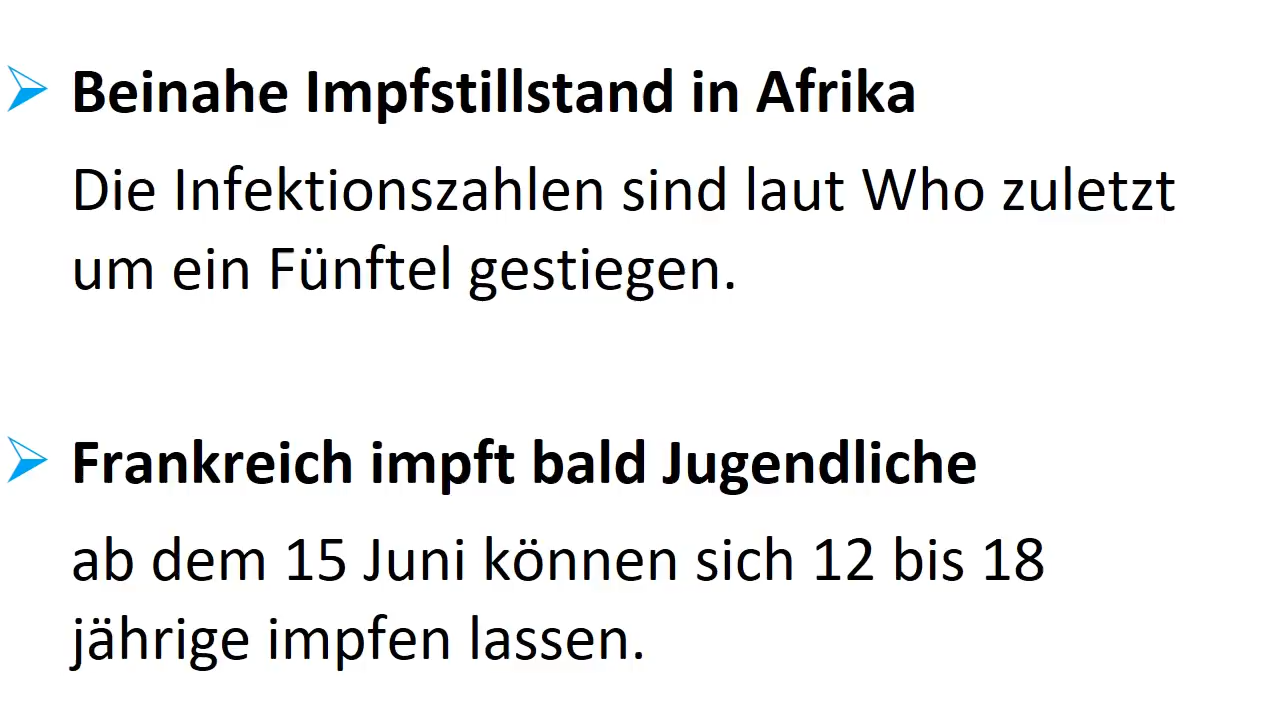 Beinahe Impfstillstand in Afrika
Die Infektionszahlen sind laut Who zuletzt
um ein Fünftel gestiegen.
Frankreich impft bald Jugendliche
ab dem 15 Juni können sich 12 bis 18
jährige impfen lassen.